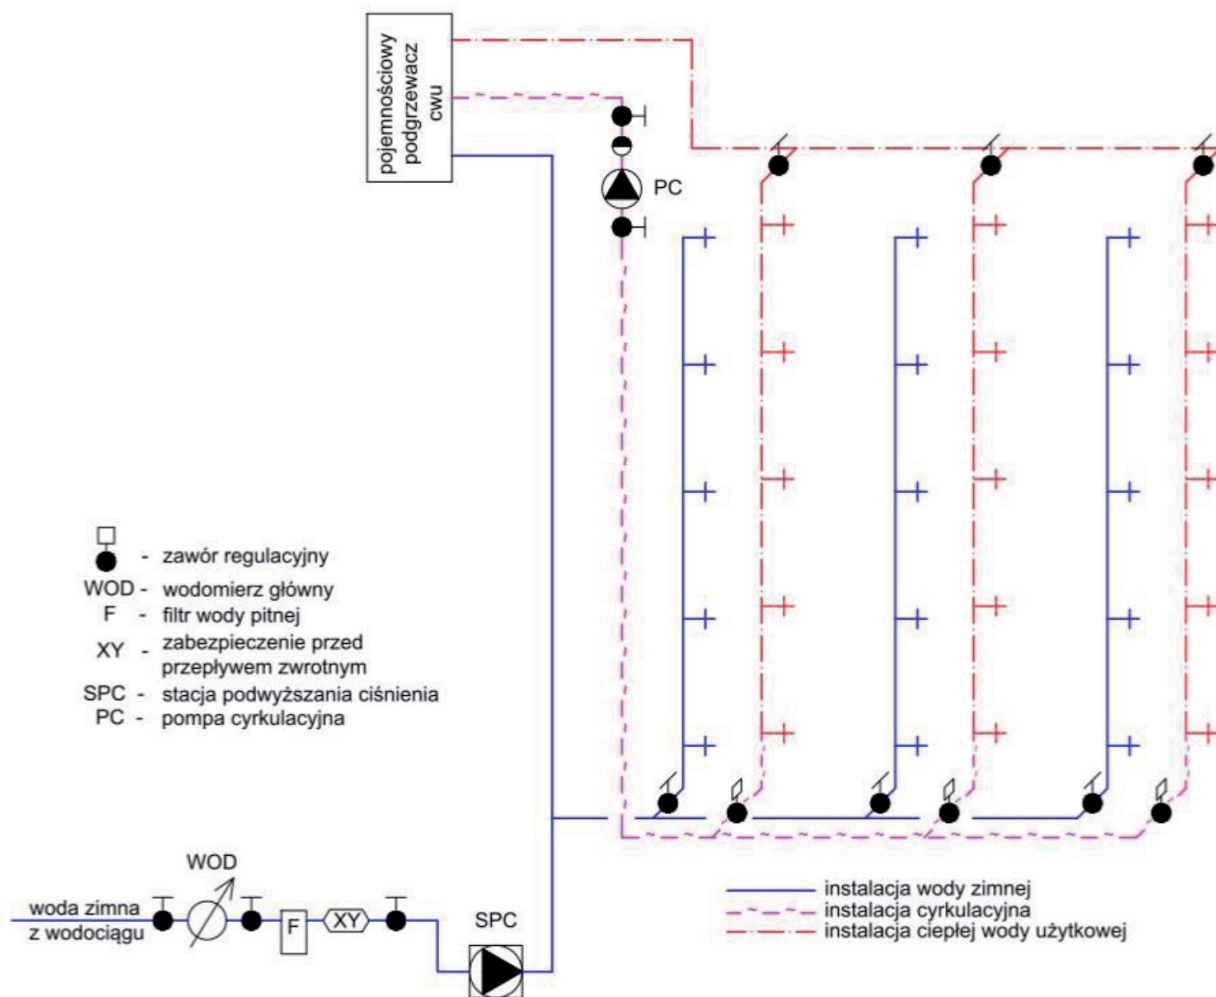 pojemnościowy
podgrzewacz
cwu
PC
- zawór regulacyjny
WOD - wodomierz główny
F - filtr wody pitnej
XY - zabezpieczenie przed
przepływem zwrotnym
SPC - stacja podwyższania ciśnienia
PC - pompa cyrkulacyjna
WOD
woda zimna
z wodociągu
F
XY
SPC
instalacja wody zimnej
instalacja cyrkulacyjna
instalacja ciepłej wody użytkowej